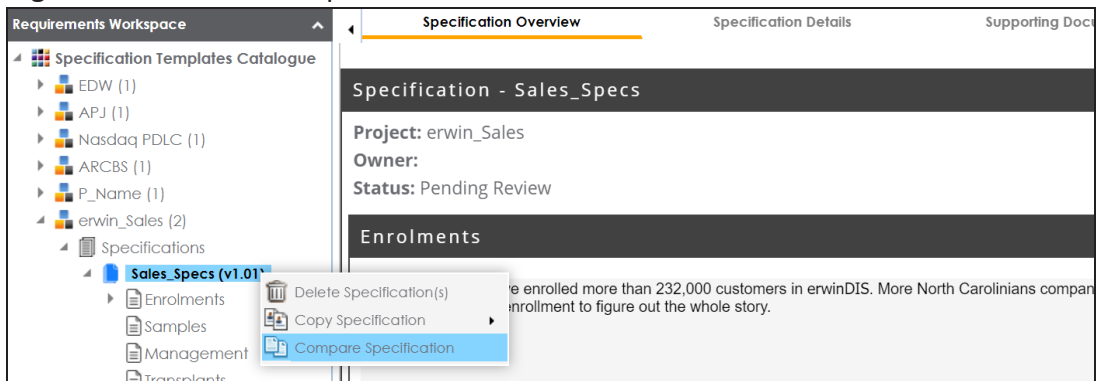 Requirements Workspace
Specification Overview
Specification Details
Supporting Docu
Specification Templates Catalogue
EDW (1)
APJ (1)
Nasdaq PDLC (1)
ARCBS (1)
P_Name (1)
erwin_Sales (2)
Specifications
Sales_Specs (v1.01)
Enrolments
Samples
Management
Transplants
Delete Specification(s)
Copy Specification
Compare Specification
Specification - Sales_Specs
Project: erwin_Sales
Owner:
Status: Pending Review
Enrolments
e enrolled more than 232,000 customers in erwinDIS. More North Carolinians compan
enrollment to figure out the whole story.